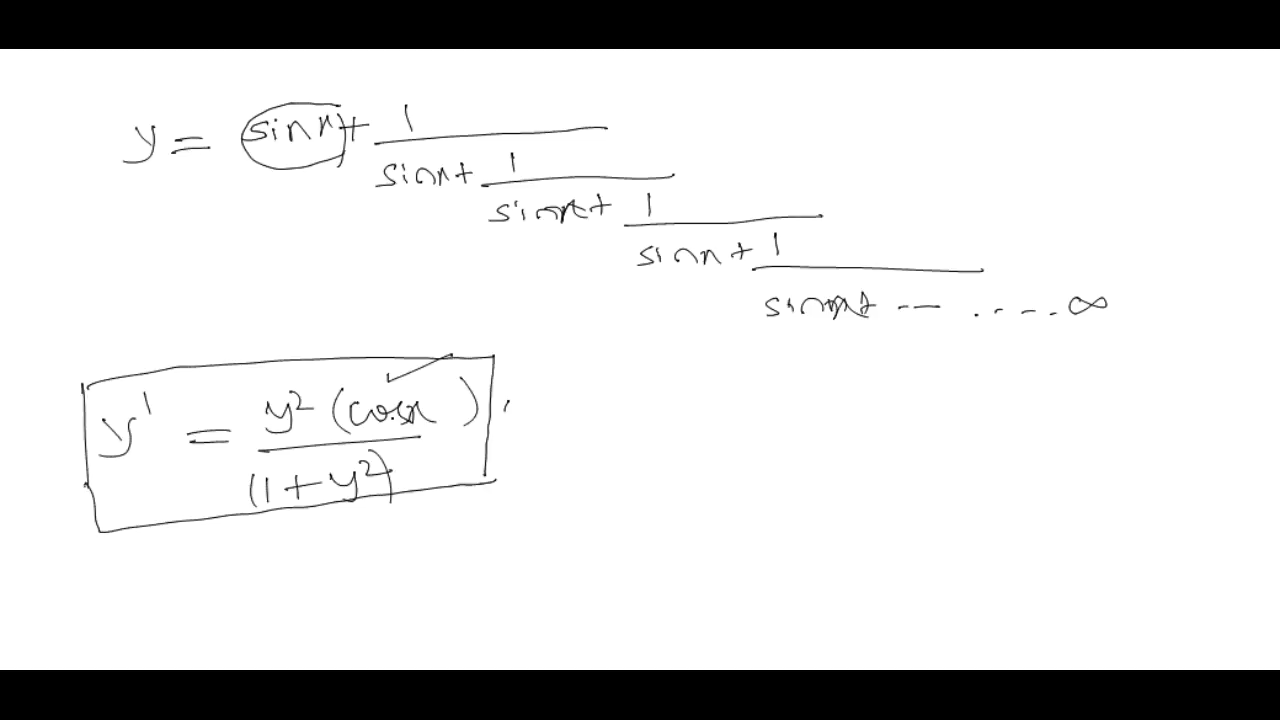 y = sinx + 1
sinx + 1
sinx + 1
sinx + 1
sinx + -- . . - - . ∞
y' = y² (cosx )
(1 + y²)